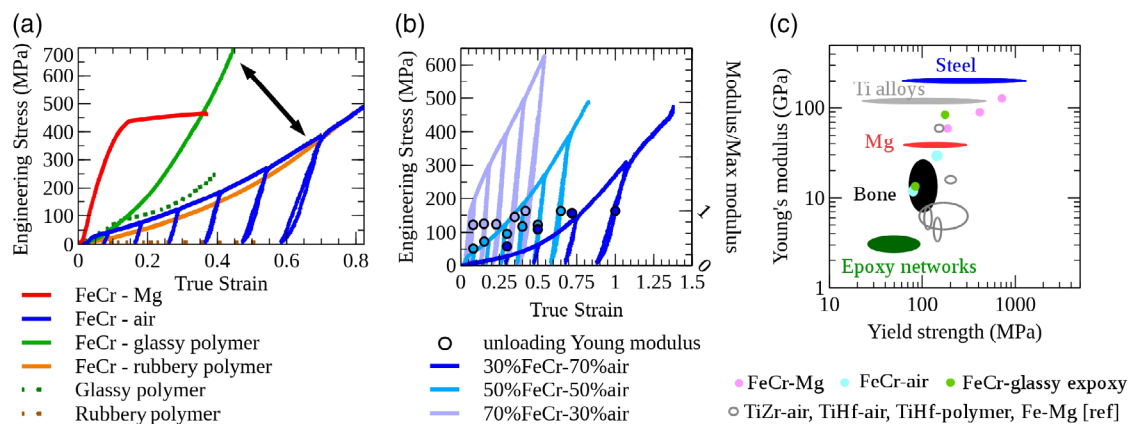 (a)
Engineering Stress (MPa)
700
600
500
400
300
200
100
0
0
0.2
0.4
0.6
0.8
True Strain
FeCr - Mg
FeCr - air
FeCr - glassy polymer
FeCr - rubbery polymer
Glassy polymer
Rubbery polymer
(b)
Engineering Stress (MPa)
600
500
400
300
200
100
0
0
0.25
0.5
0.75
1
1.25
1.5
True Strain
1
0
Modulus/Max modulus
unloading Young modulus
30%FeCr-70%air
50%FeCr-50%air
70%FeCr-30%air
(c)
Young's modulus (GPa)
100
10
1
Steel
Ti alloys
Mg
Bone
Epoxy networks
10
100
1000
Yield strength (MPa)
FeCr-Mg
FeCr-air
FeCr-glassy expoxy
TiZr-air, TiHf-air, TiHf-polymer, Fe-Mg [ref]